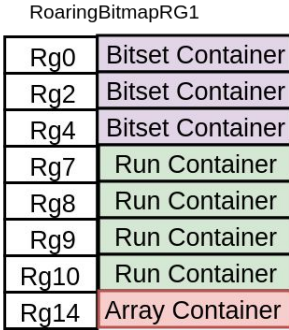 RoaringBitmapRG1
Rg0 Bitset Container
Rg2 Bitset Container
Rg4 Bitset Container
Rg7 Run Container
Rg8 Run Container
Rg9 Run Container
Rg10 Run Container
Rg14 Array Container